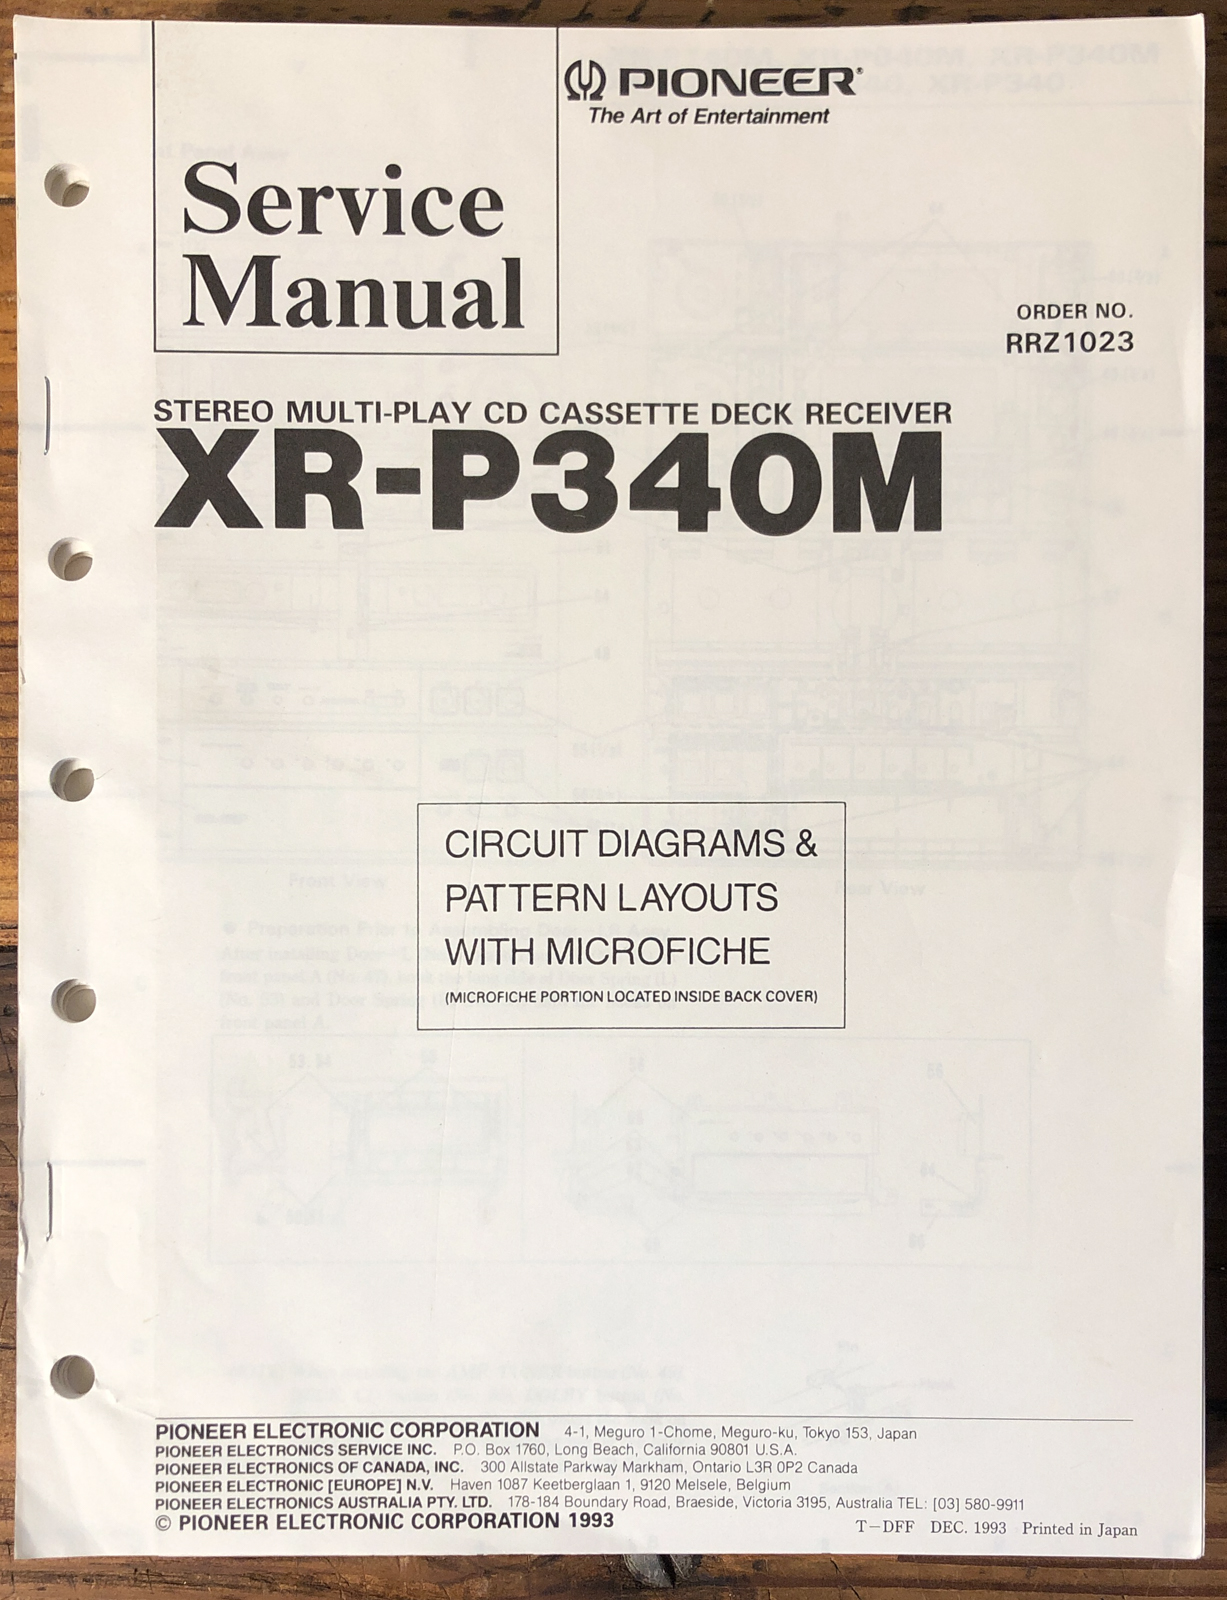 PIONEER®
The Art of Entertainment
Service
Manual
ORDER NO.
RRZ1023
STEREO MULTI-PLAY CD CASSETTE DECK RECEIVER
XR-P340M
CIRCUIT DIAGRAMS &
PATTERN LAYOUTS
WITH MICROFICHE
(MICROFICHE PORTION LOCATED INSIDE BACK COVER)
PIONEER ELECTRONIC CORPORATION 4-1, Meguro 1-Chome, Meguro-ku, Tokyo 153, Japan
PIONEER ELECTRONICS SERVICE INC. P.O. Box 1760, Long Beach, California 90801 U.S.A.
PIONEER ELECTRONICS OF CANADA, INC. 300 Allstate Parkway Markham, Ontario L3R 0P2 Canada
PIONEER ELECTRONIC [EUROPE] N.V. Haven 1087 Keetberglaan 1, 9120 Melsele, Belgium
PIONEER ELECTRONICS AUSTRALIA PTY. LTD. 178-184 Boundary Road, Braeside, Victoria 3195, Australia TEL: [03] 580-9911
© PIONEER ELECTRONIC CORPORATION 1993
T-DFF DEC. 1993 Printed in Japan